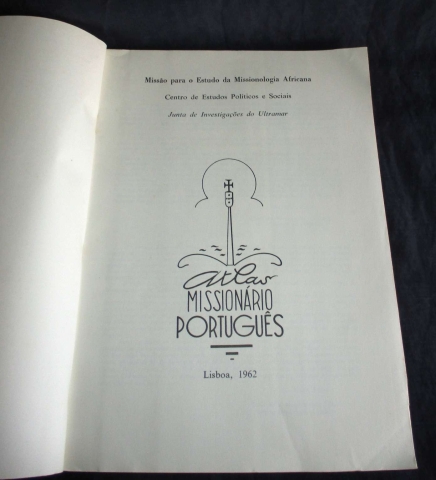 Missão para o Estudo da Missionologia Africana
Centro de Estudos Políticos e Sociais
Junta de Investigações do Ultramar
atlas
MISSIONÁRIO
PORTUGUÊS
Lisboa, 1962